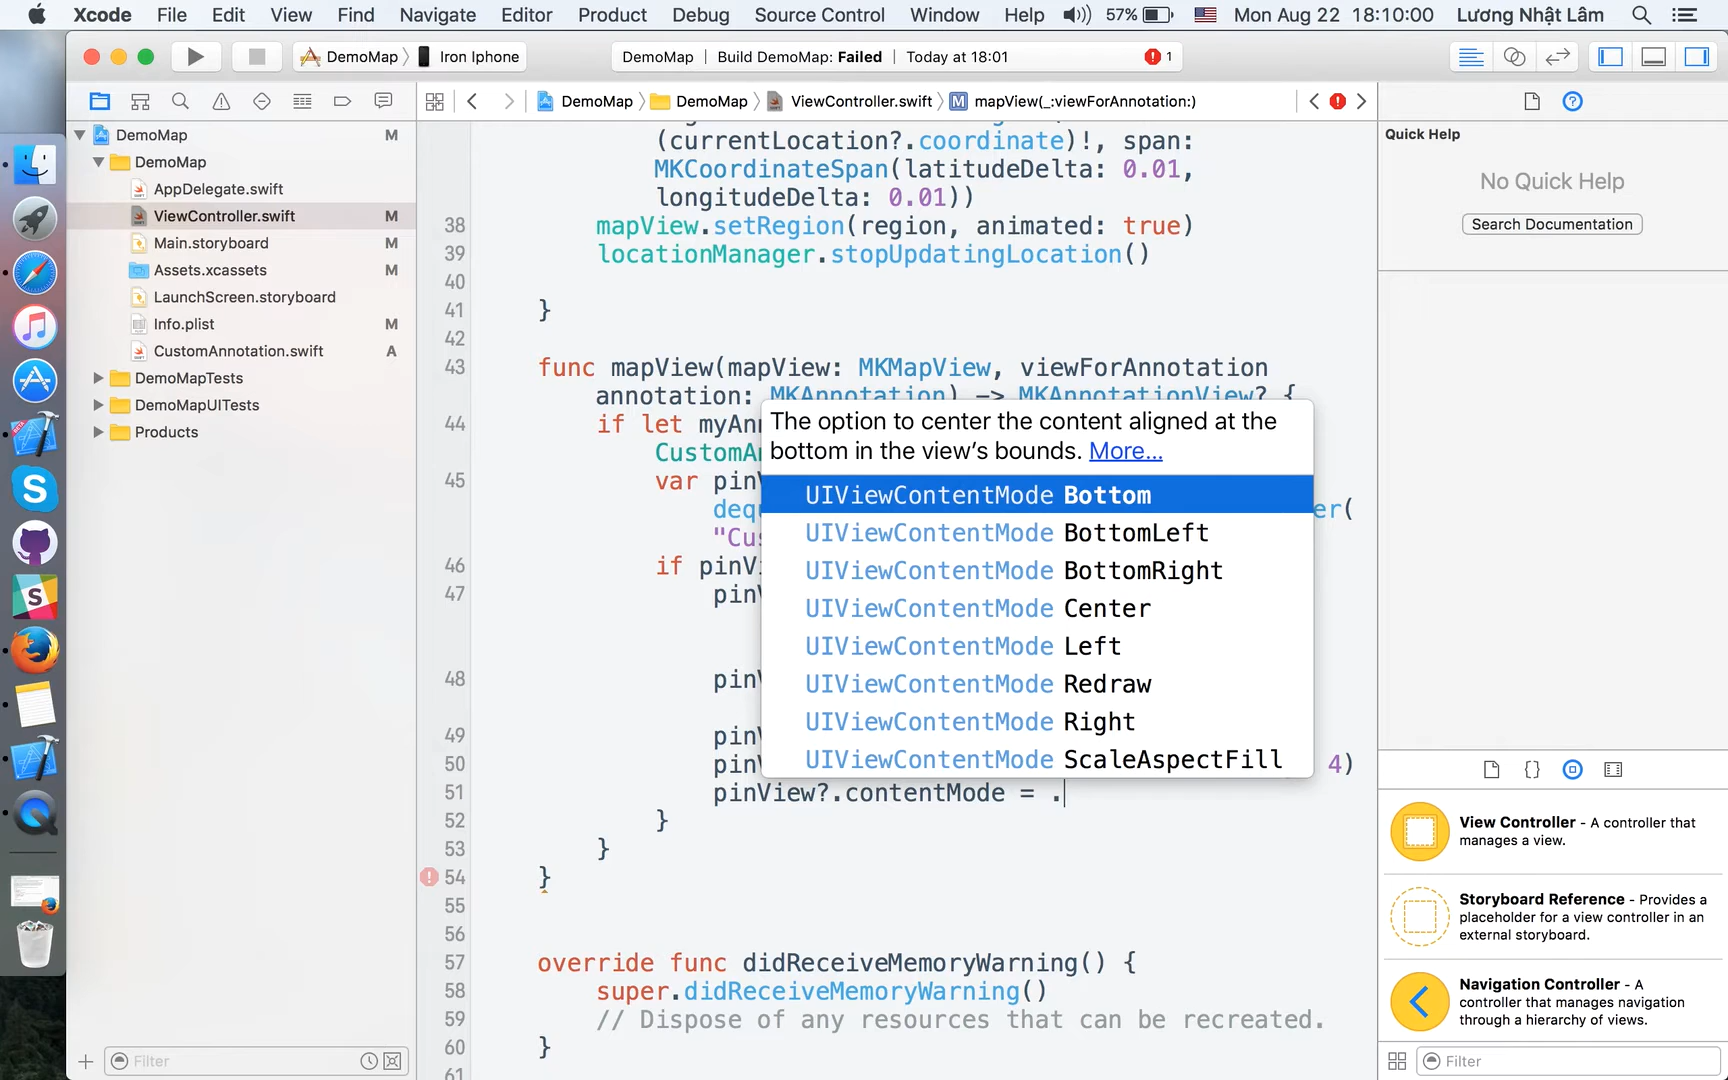 Xcode File Edit View Find Navigate Editor Product Debug Source Control Window Help 57% Mon Aug 22 18:10:00 Lương Nhật Lâm
DemoMap Iron Iphone
DemoMap | Build DemoMap: Failed | Today at 18:01 1
DemoMap DemoMap ViewController.swift M mapView(_:viewForAnnotation:)
DemoMap M
DemoMap
AppDelegate.swift
ViewController.swift M
Main.storyboard M
Assets.xcassets M
LaunchScreen.storyboard
Info.plist M
CustomAnnotation.swift A
DemoMapTests
DemoMapUITests
Products
Filter
(currentLocation?.coordinate)!, span:
MKCoordinateSpan(latitudeDelta: 0.01,
longitudeDelta: 0.01))
38 mapView.setRegion(region, animated: true)
39 locationManager.stopUpdatingLocation()
40
41 }
42
43 func mapView(mapView: MKMapView, viewForAnnotation
annotation: MKAnnotation) -> MKAnnotationView? {
44 if let myAn
CustomA
45 var pin
deq er(
"Cus
46 if pinV
47 pin
48 pin
49 pin
50 pin 4)
51 pinView?.contentMode = .
52 }
53 }
54 }
55
56
57 override func didReceiveMemoryWarning() {
58 super.didReceiveMemoryWarning()
59 // Dispose of any resources that can be recreated.
60 }
61
The option to center the content aligned at the
bottom in the view’s bounds. More...
UIViewContentMode Bottom
UIViewContentMode BottomLeft
UIViewContentMode BottomRight
UIViewContentMode Center
UIViewContentMode Left
UIViewContentMode Redraw
UIViewContentMode Right
UIViewContentMode ScaleAspectFill
Quick Help
No Quick Help
Search Documentation
{}
View Controller - A controller that
manages a view.
Storyboard Reference - Provides a
placeholder for a view controller in an
external storyboard.
Navigation Controller - A
controller that manages navigation
through a hierarchy of views.
Filter